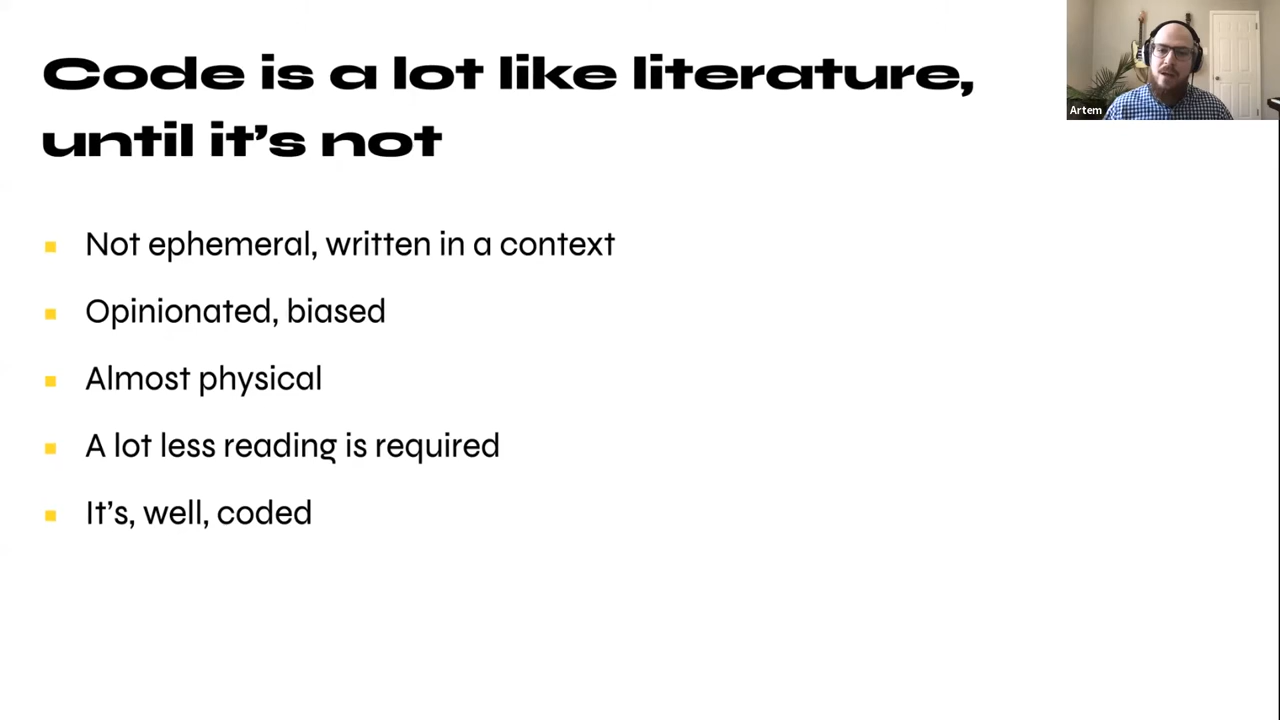 Code is a lot like literature,
until it's not
Not ephemeral, written in a context
Opinionated, biased
Almost physical
A lot less reading is required
It's, well, coded
Artem